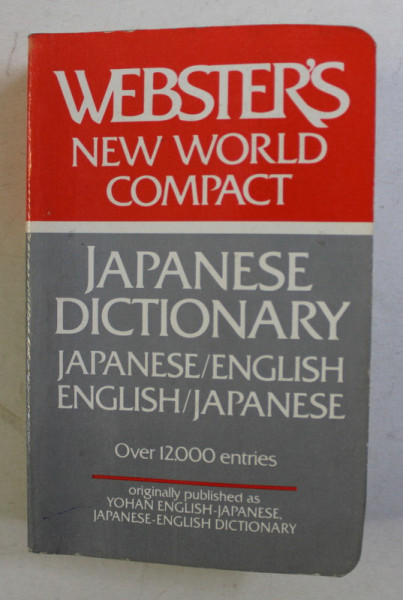 WEBSTER'S
NEW WORLD
COMPACT
JAPANESE
DICTIONARY
JAPANESE/ENGLISH
ENGLISH/JAPANESE
Over 12,000 entries
originally published as
YOHAN ENGLISH-JAPANESE,
JAPANESE-ENGLISH DICTIONARY